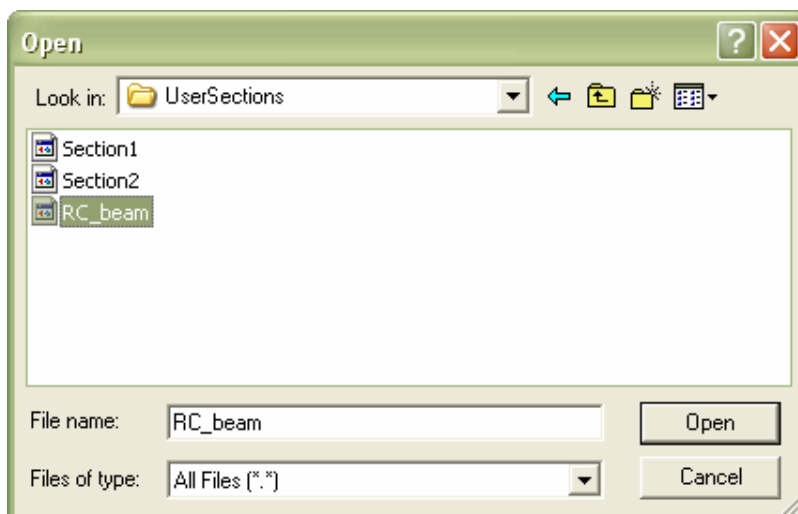 Open
Look in: UserSections
Section1
Section2
RC_beam
File name: RC_beam Open
Files of type: All Files (*.*) Cancel